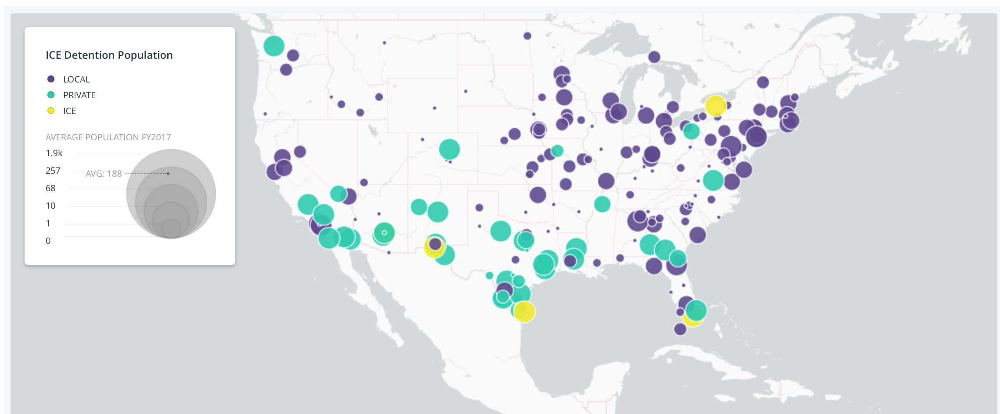 ICE Detention Population
LOCAL
PRIVATE
ICE
AVERAGE POPULATION FY2017
1.9k
257
AVG: 188
68
10
1
0